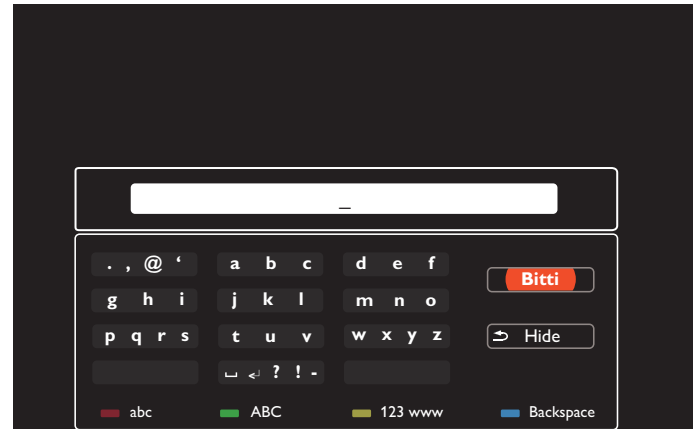 _
. , @ ‘ a b c d e f
Bitti
g h i j k l m n o
p q r s t u v w x y z
Hide
␣ ↵ ? ! -
abc ABC 123 www Backspace